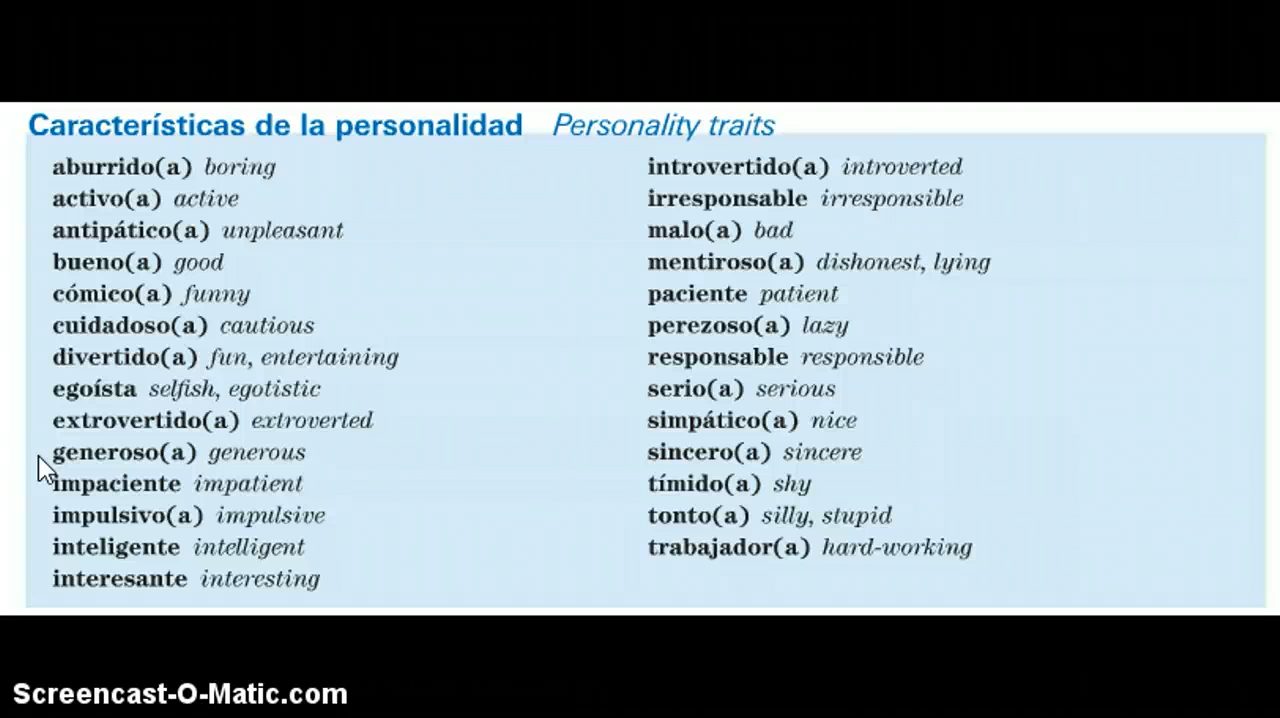 Características de la personalidad Personality traits
aburrido(a) boring
activo(a) active
antipático(a) unpleasant
bueno(a) good
cómico(a) funny
cuidadoso(a) cautious
divertido(a) fun, entertaining
egoísta selfish, egotistic
extrovertido(a) extroverted
generoso(a) generous
impaciente impatient
impulsivo(a) impulsive
inteligente intelligent
interesante interesting
introvertido(a) introverted
irresponsable irresponsible
malo(a) bad
mentiroso(a) dishonest, lying
paciente patient
perezoso(a) lazy
responsable responsible
serio(a) serious
simpático(a) nice
sincero(a) sincere
tímido(a) shy
tonto(a) silly, stupid
trabajador(a) hard-working
Screencast-O-Matic.com